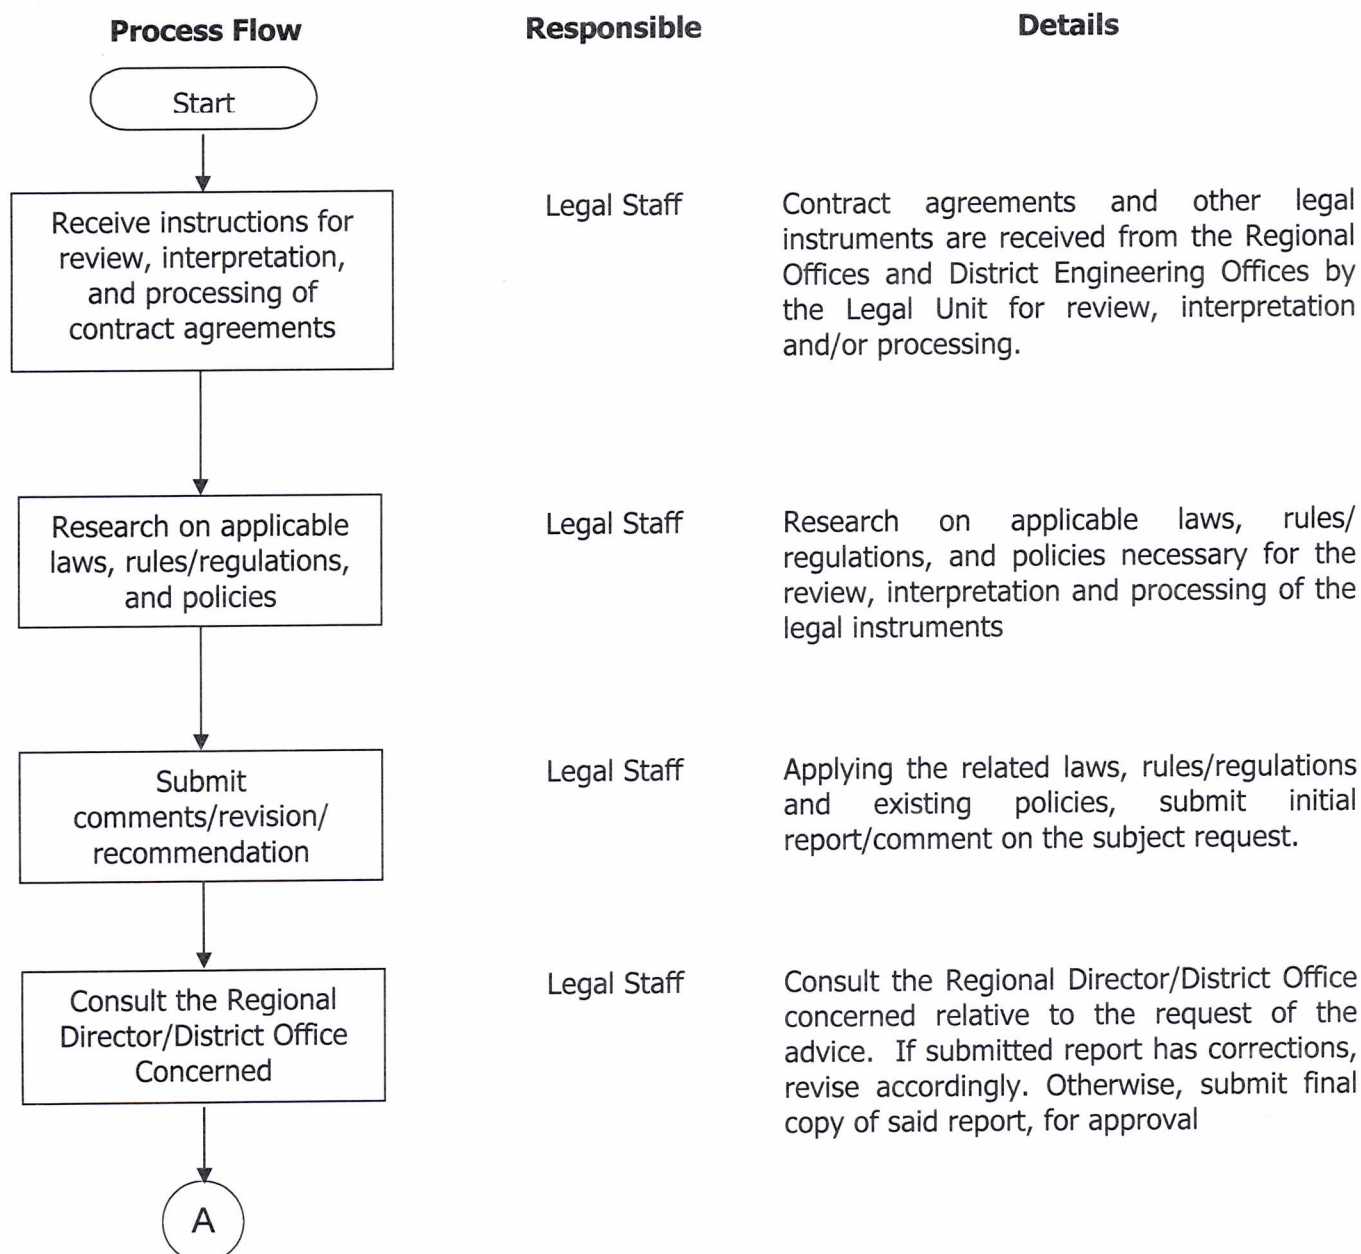 Process Flow
Responsible
Details
Start
Receive instructions for
review, interpretation,
and processing of
contract agreements
Legal Staff
Contract agreements and other legal
instruments are received from the Regional
Offices and District Engineering Offices by
the Legal Unit for review, interpretation
and/or processing.
Research on applicable
laws, rules/regulations,
and policies
Legal Staff
Research on applicable laws, rules/
regulations, and policies necessary for the
review, interpretation and processing of the
legal instruments
Submit
comments/revision/
recommendation
Legal Staff
Applying the related laws, rules/regulations
and existing policies, submit initial
report/comment on the subject request.
Consult the Regional
Director/District Office
Concerned
Legal Staff
Consult the Regional Director/District Office
concerned relative to the request of the
advice. If submitted report has corrections,
revise accordingly. Otherwise, submit final
copy of said report, for approval
A